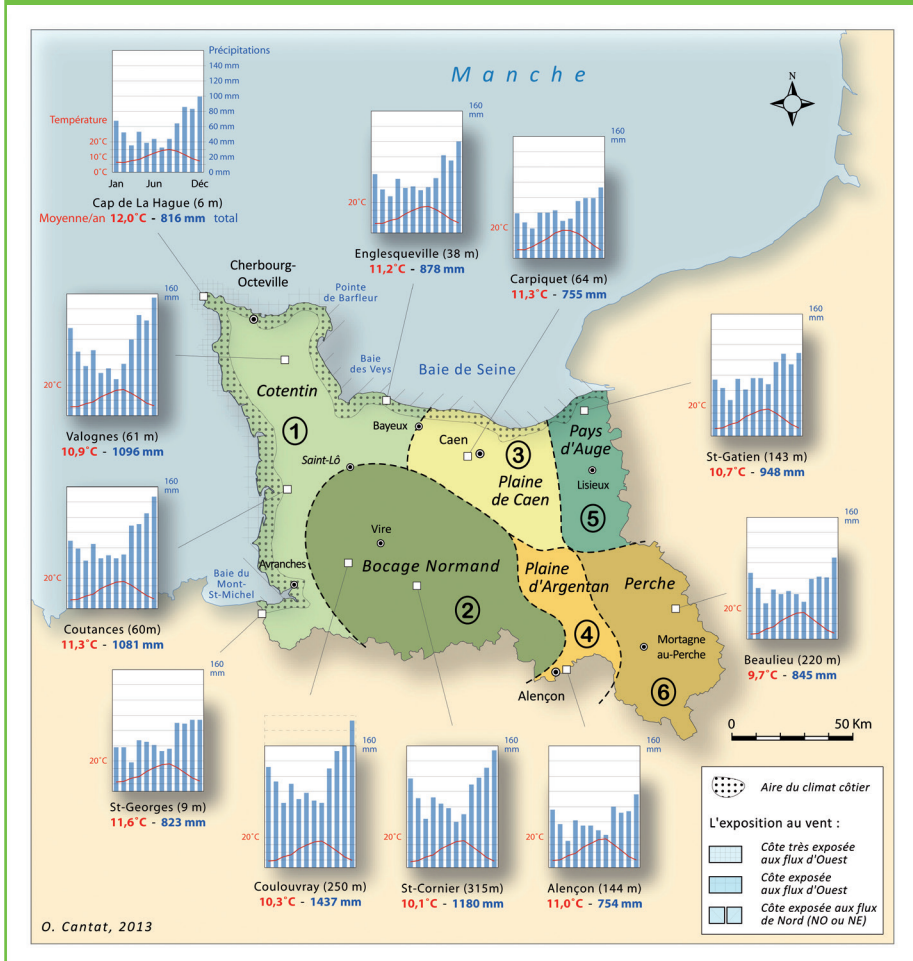 Précipitations
140 mm
120 mm
100 mm
80 mm
60 mm
40 mm
20 mm
0 mm
Température
20°C
10°C
0°C
Jan Jun Déc
Cap de La Hague (6 m)
Moyenne/an 12,0°C - 816 mm total
Manche
N
160
mm
20°C
Englesqueville (38 m)
11,2°C - 878 mm
160
mm
20°C
Carpiquet (64 m)
11,3°C - 755 mm
Cherbourg-
Octeville
Pointe
de Barfleur
Baie
des Veys
Baie de Seine
160
mm
20°C
Valognes (61 m)
10,9°C - 1096 mm
160
mm
20°C
St-Gatien (143 m)
10,7°C - 948 mm
Cotentin
1
Bayeux
Saint-Lô
Caen
3
Plaine
de Caen
Pays
d'Auge
Lisieux
5
160
mm
20°C
Coutances (60m)
11,3°C - 1081 mm
Vire
Bocage Normand
2
Avranches
Baie du
Mont-
St-Michel
Plaine
d'Argentan
4
Alençon
Perche
Mortagne
au-Perche
6
160
mm
20°C
Beaulieu (220 m)
9,7°C - 845 mm
160
mm
20°C
St-Georges (9 m)
11,6°C - 823 mm
160
mm
20°C
Coulouvray (250 m)
10,3°C - 1437 mm
160
mm
20°C
St-Cornier (315m)
10,1°C - 1180 mm
160
mm
20°C
Alençon (144 m)
11,0°C - 754 mm
0 50 Km
Aire du climat côtier
L'exposition au vent :
Côte très exposée
aux flux d'Ouest
Côte exposée
aux flux d'Ouest
Côte exposée aux flux
de Nord (NO ou NE)
O. Cantat, 2013